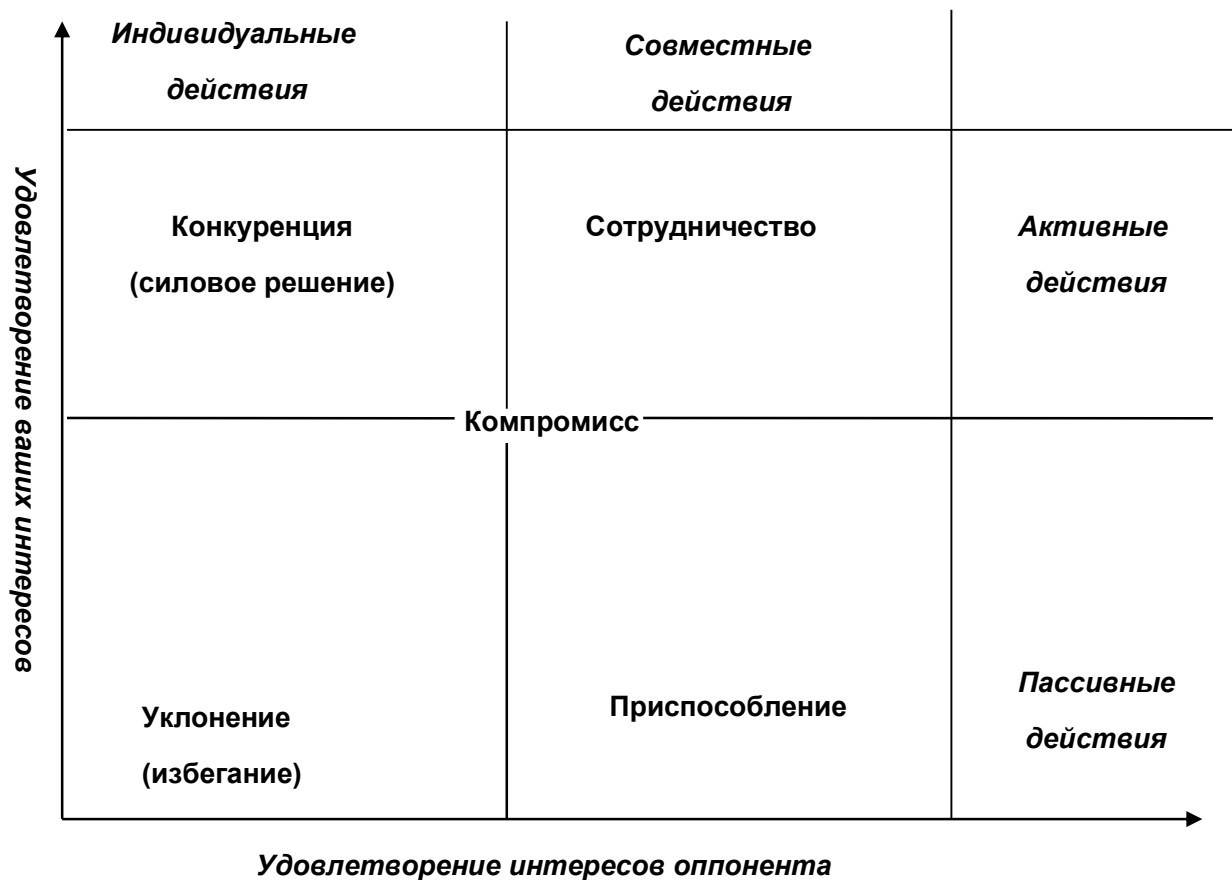 Индивидуальные
действия
Совместные
действия
Удовлетворение ваших интересов
Конкуренция
(силовое решение)
Сотрудничество
Активные
действия
Компромисс
Уклонение
(избегание)
Приспособление
Пассивные
действия
Удовлетворение интересов оппонента